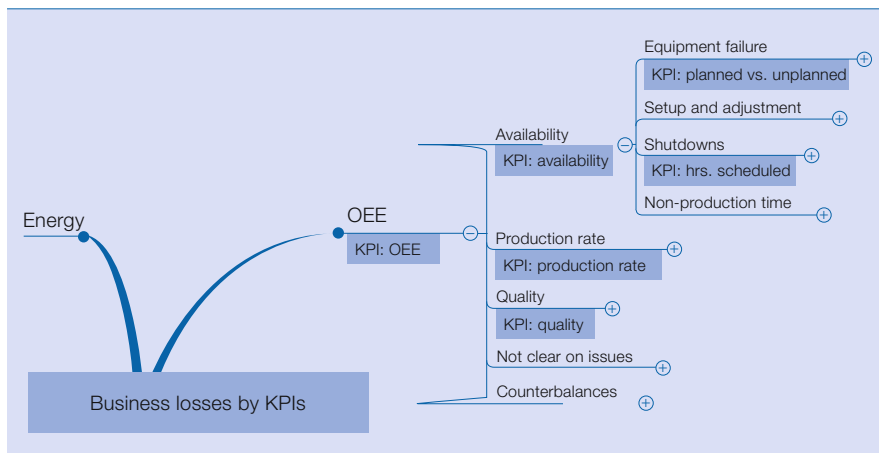 Equipment failure
KPI: planned vs. unplanned
Setup and adjustment
Availability
KPI: availability
Shutdowns
KPI: hrs. scheduled
Non-production time
Energy
OEE
KPI: OEE
Production rate
KPI: production rate
Quality
KPI: quality
Not clear on issues
Counterbalances
Business losses by KPIs